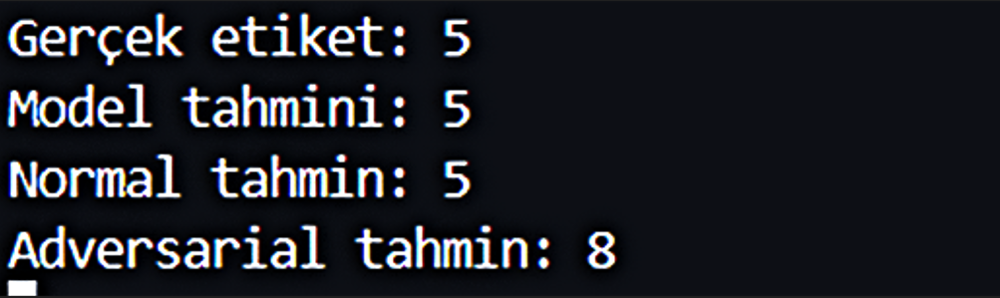 Gerçek etiket: 5
Model tahmini: 5
Normal tahmin: 5
Adversarial tahmin: 8